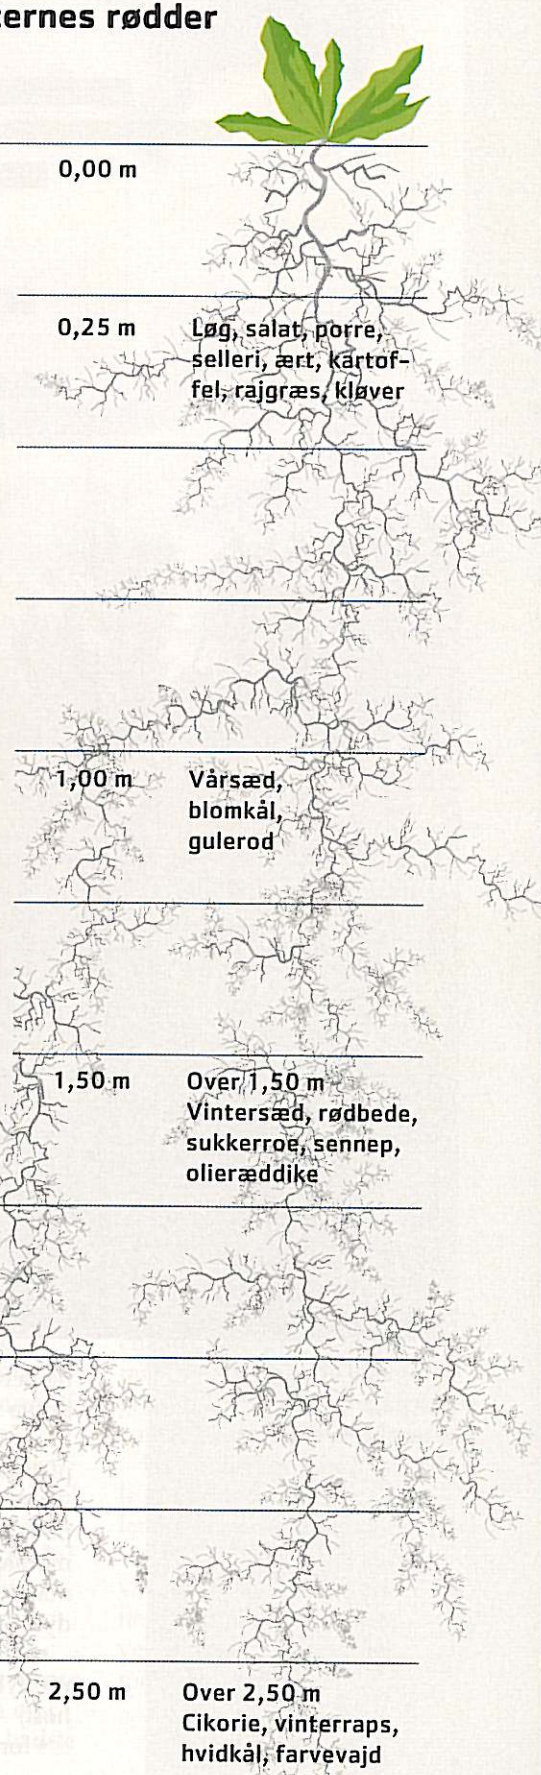 ernes rødder
0,00 m
0,25 m
Løg, salat, porre,
selleri, ært, kartof-
fel, rajgræs, kløver
1,00 m
Vårsæd,
blomkål,
gulerod
1,50 m
Over 1,50 m
Vintersæd, rødbede,
sukkerroe, sennep,
olieræddike
2,50 m
Over 2,50 m
Cikorie, vinterraps,
hvidkål, farvevajd